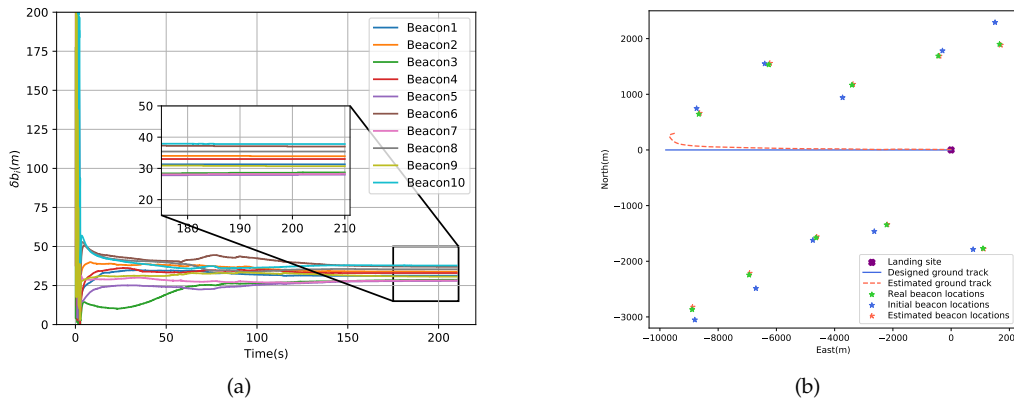 200
175
150
125
100
75
50
25
0
δb_i(m)
0
50
100
150
200
Time(s)
Beacon1
Beacon2
Beacon3
Beacon4
Beacon5
Beacon6
Beacon7
Beacon8
Beacon9
Beacon10
50
40
30
20
180
190
200
210
(a)
2000
1000
0
−1000
−2000
−3000
North(m)
−10000
−8000
−6000
−4000
−2000
0
East(m)
Landing site
Designed ground track
Estimated ground track
Real beacon locations
Initial beacon locations
Estimated beacon locations
(b)